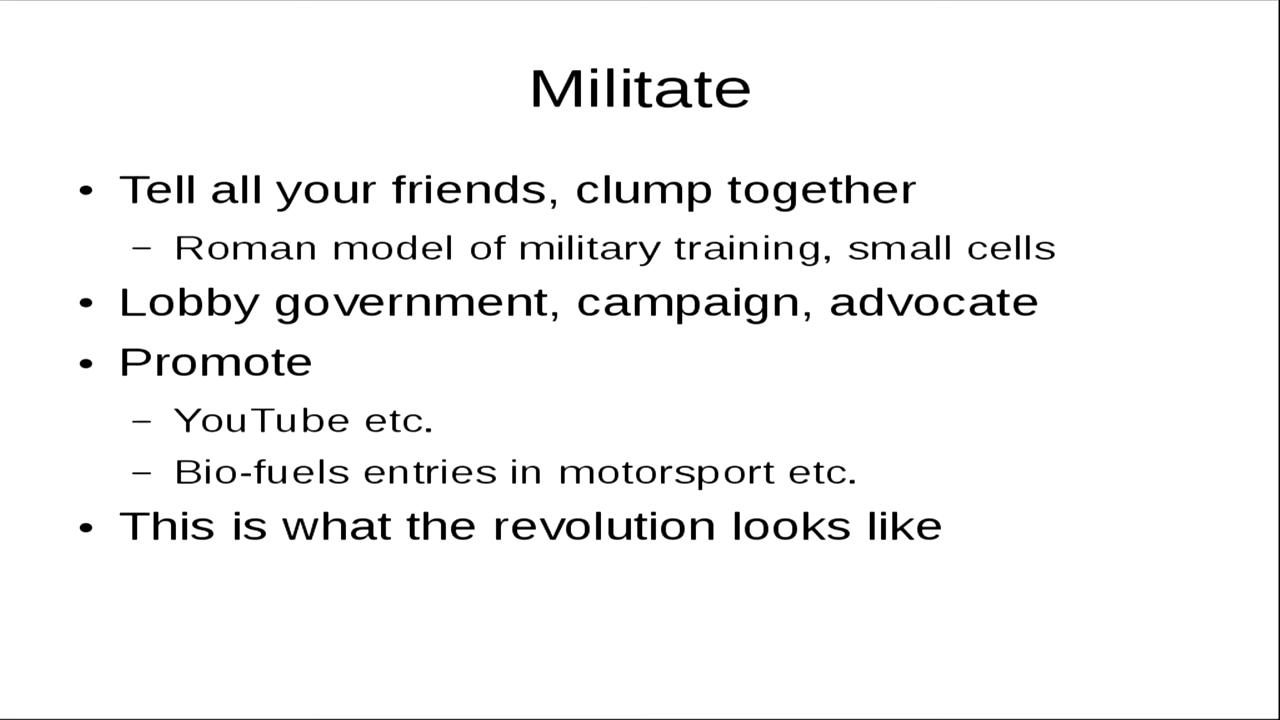 Militate
• Tell all your friends, clump together
– Roman model of military training, small cells
• Lobby government, campaign, advocate
• Promote
– YouTube etc.
– Bio-fuels entries in motorsport etc.
• This is what the revolution looks like